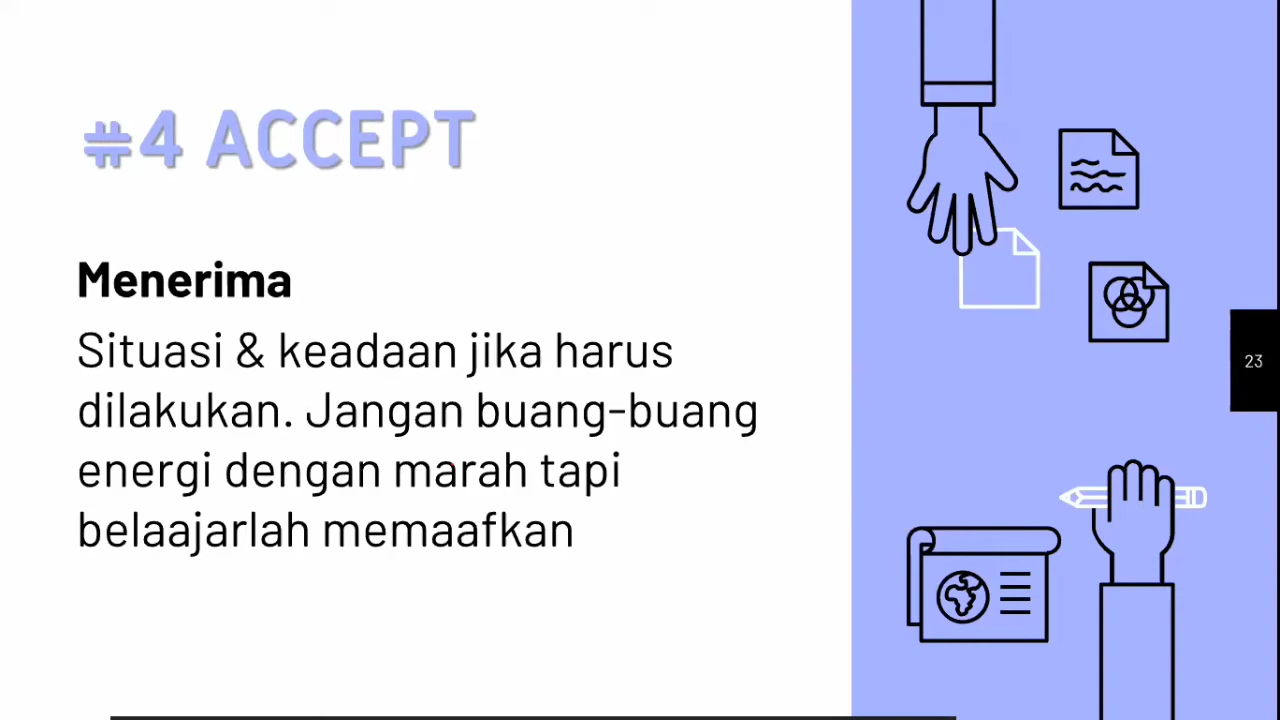 #4 ACCEPT
Menerima
Situasi & keadaan jika harus
dilakukan. Jangan buang-buang
energi dengan marah tapi
belaajarlah memaafkan
23